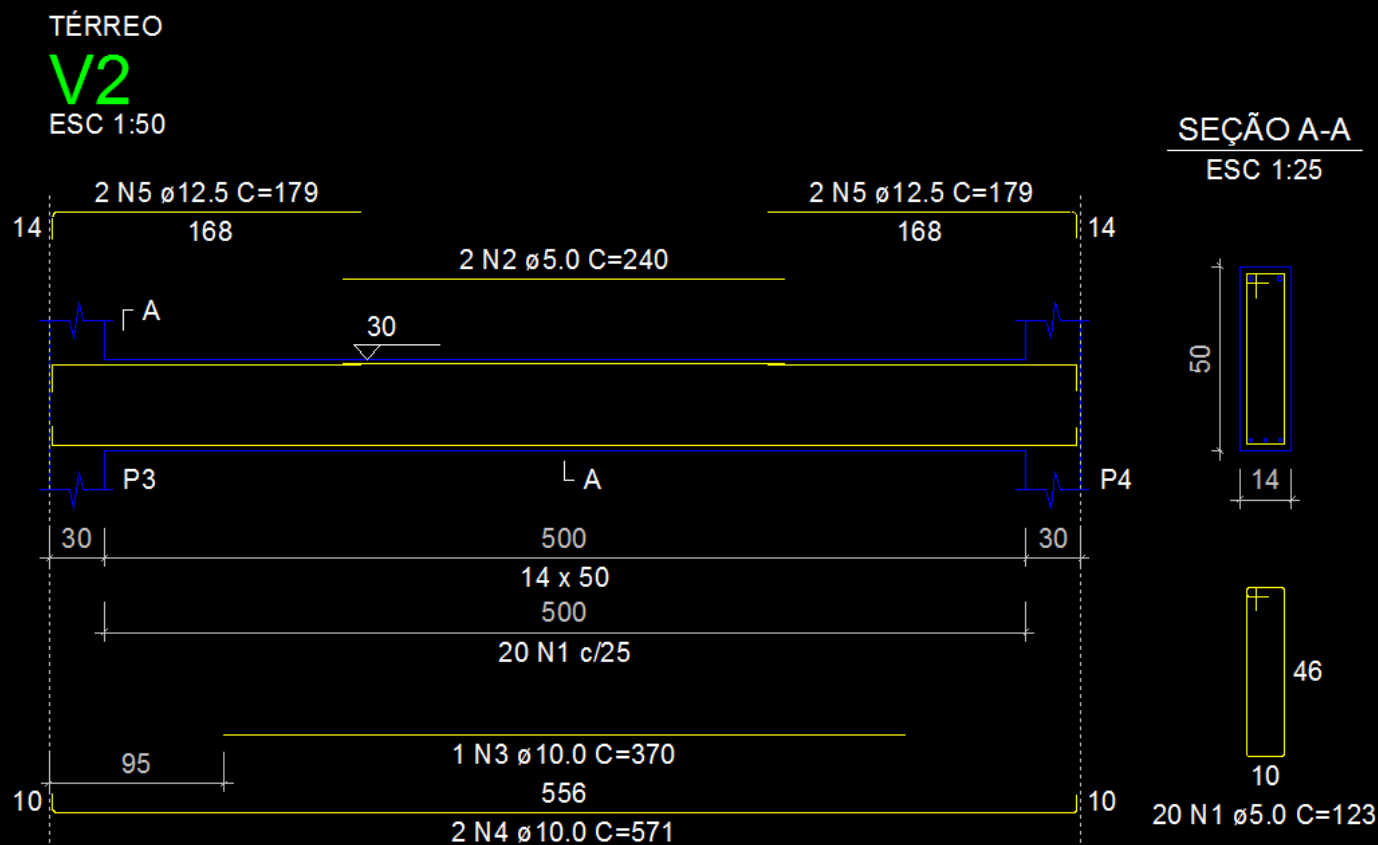 TÉRREO
V2
ESC 1:50
SEÇÃO A-A
ESC 1:25
2 N5 ø12.5 C=179
2 N5 ø12.5 C=179
14
168
168
14
2 N2 ø5.0 C=240
A
30
50
P3
A
P4
14
30
500
30
14 x 50
500
20 N1 c/25
46
1 N3 ø10.0 C=370
95
10
556
10
10
2 N4 ø10.0 C=571
20 N1 ø5.0 C=123